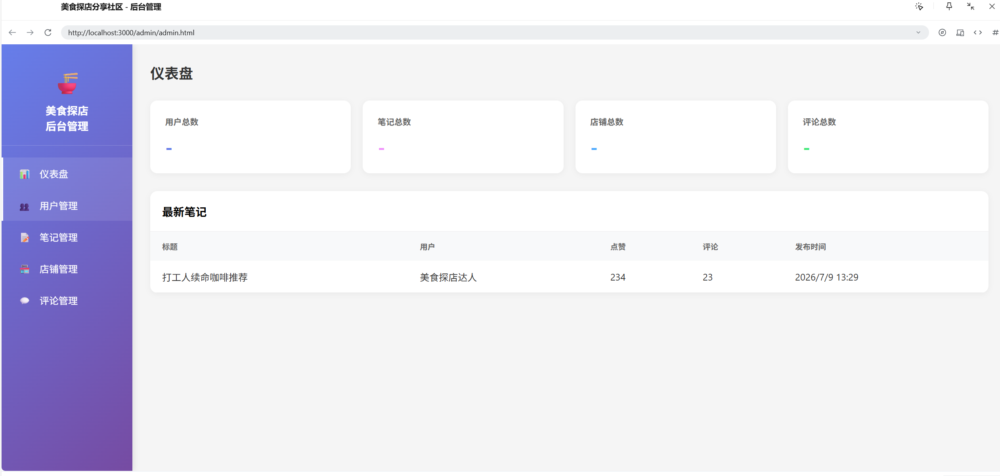 美食探店分享社区 - 后台管理
http://localhost:3000/admin/admin.html
美食探店
后台管理
仪表盘
用户管理
笔记管理
店铺管理
评论管理
仪表盘
用户总数
笔记总数
店铺总数
评论总数
-
-
-
-
最新笔记
标题 用户 点赞 评论 发布时间
打工人续命咖啡推荐 美食探店达人 234 23 2026/7/9 13:29